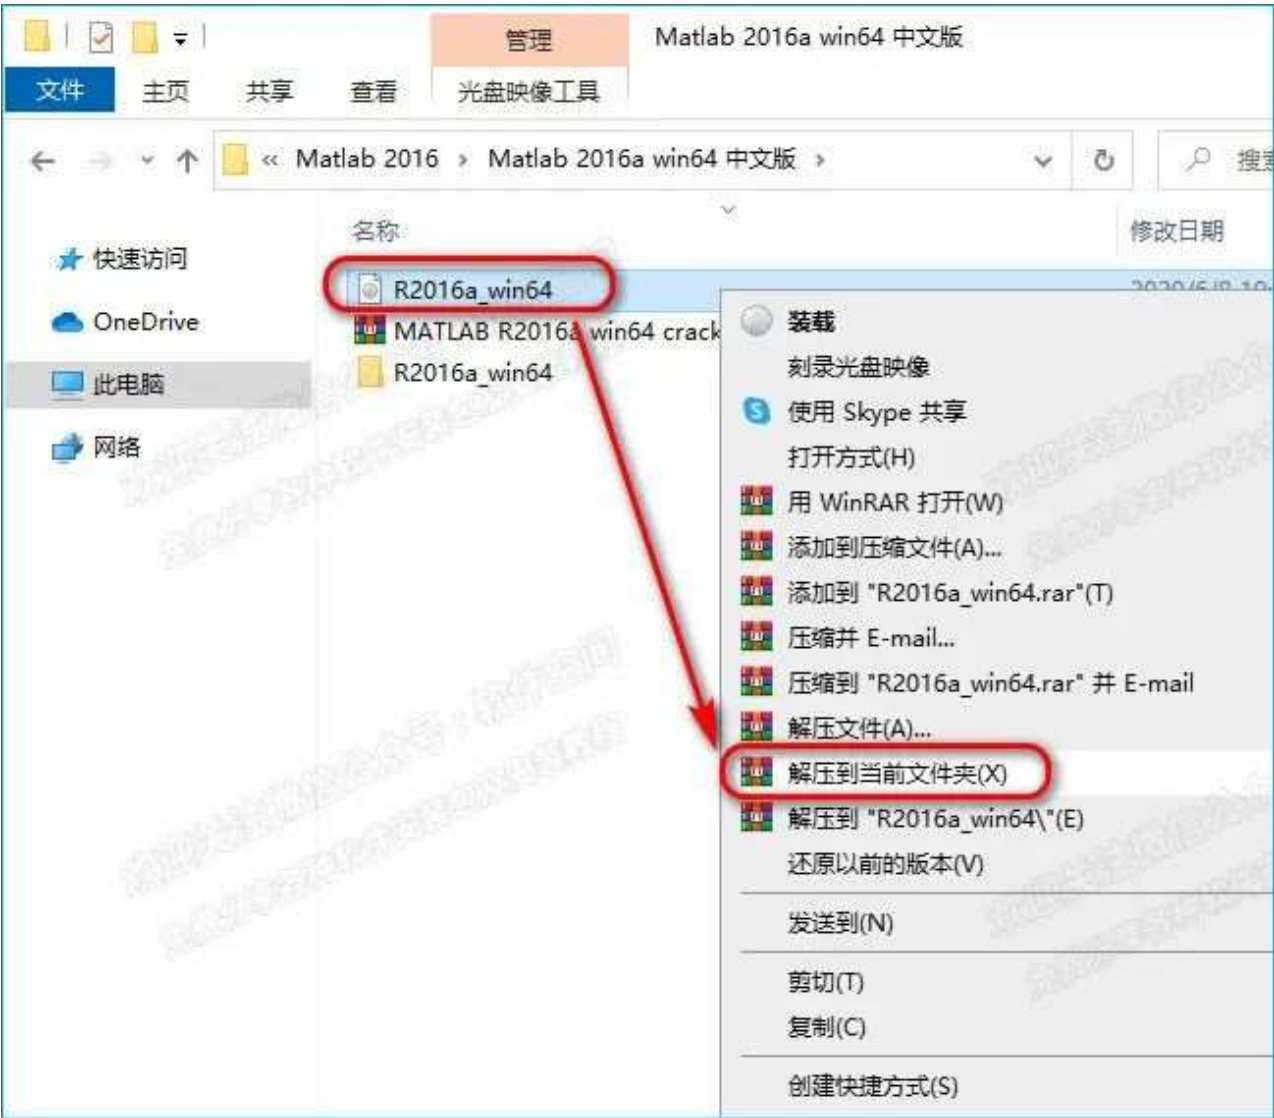 管理
Matlab 2016a win64 中文版
文件
主页
共享
查看
光盘映像工具
« Matlab 2016 › Matlab 2016a win64 中文版 ›
名称
修改日期
快速访问
OneDrive
此电脑
网络
R2016a_win64
MATLAB R2016a win64 crack
R2016a_win64
装载
刻录光盘映像
使用 Skype 共享
打开方式(H)
用 WinRAR 打开(W)
添加到压缩文件(A)...
添加到 "R2016a_win64.rar"(T)
压缩并 E-mail...
压缩到 "R2016a_win64.rar" 并 E-mail
解压文件(A)...
解压到当前文件夹(X)
解压到 "R2016a_win64\"(E)
还原以前的版本(V)
发送到(N)
剪切(T)
复制(C)
创建快捷方式(S)